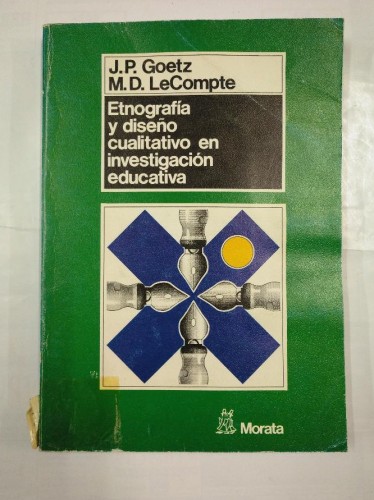 J.P. Goetz
M.D. LeCompte
Etnografía
y diseño
cualitativo en
investigación
educativa
Morata